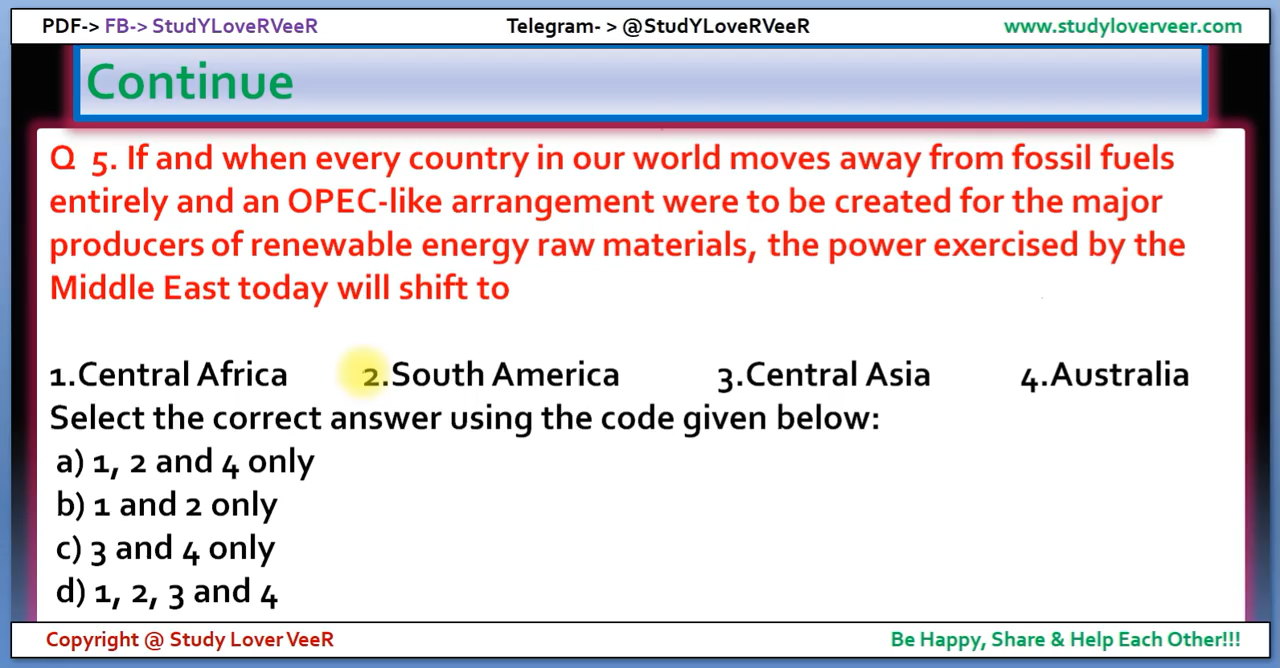 PDF-> FB-> StudYLoveRVeeR Telegram- > @StudYLoveRVeeR www.studyloverveer.com
Continue
Q 5. If and when every country in our world moves away from fossil fuels
entirely and an OPEC-like arrangement were to be created for the major
producers of renewable energy raw materials, the power exercised by the
Middle East today will shift to
1.Central Africa 2.South America 3.Central Asia 4.Australia
Select the correct answer using the code given below:
a) 1, 2 and 4 only
b) 1 and 2 only
c) 3 and 4 only
d) 1, 2, 3 and 4
Copyright @ Study Lover VeeR Be Happy, Share & Help Each Other!!!